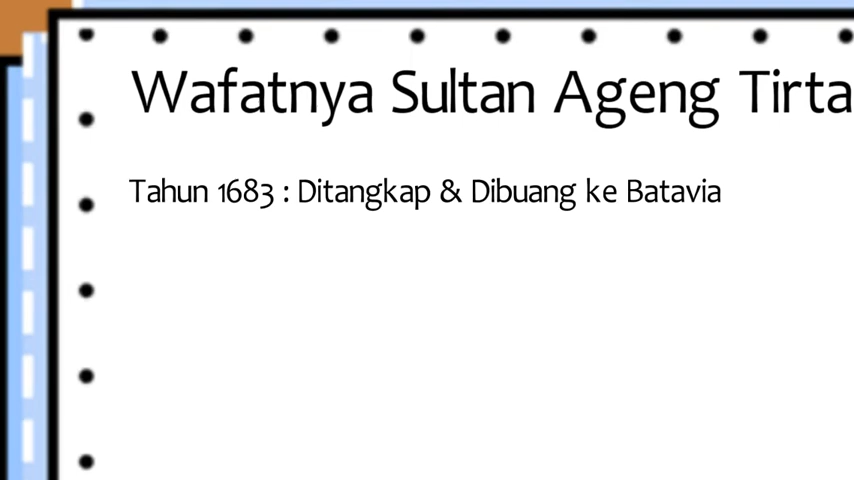 Wafatnya Sultan Ageng Tirta
Tahun 1683 : Ditangkap & Dibuang ke Batavia